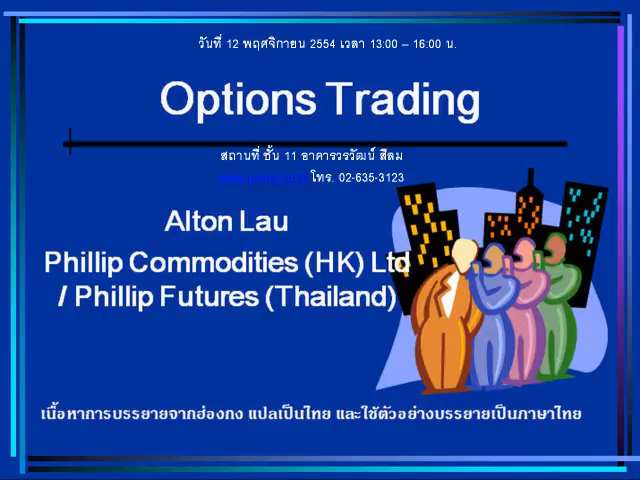 วันที่ 12 พฤศจิกายน 2554 เวลา 13:00 – 16:00 น.
Options Trading
สถานที่ ชั้น 11 อาคารวรวัฒน์ สีลม
โทร. 02-635-3123
Alton Lau
Phillip Commodities (HK) Ltd
/ Phillip Futures (Thailand)
เนื้อหาการบรรยายจากฮ่องกง แปลเป็นไทย และใช้ตัวอย่างบรรยายเป็นภาษาไทย